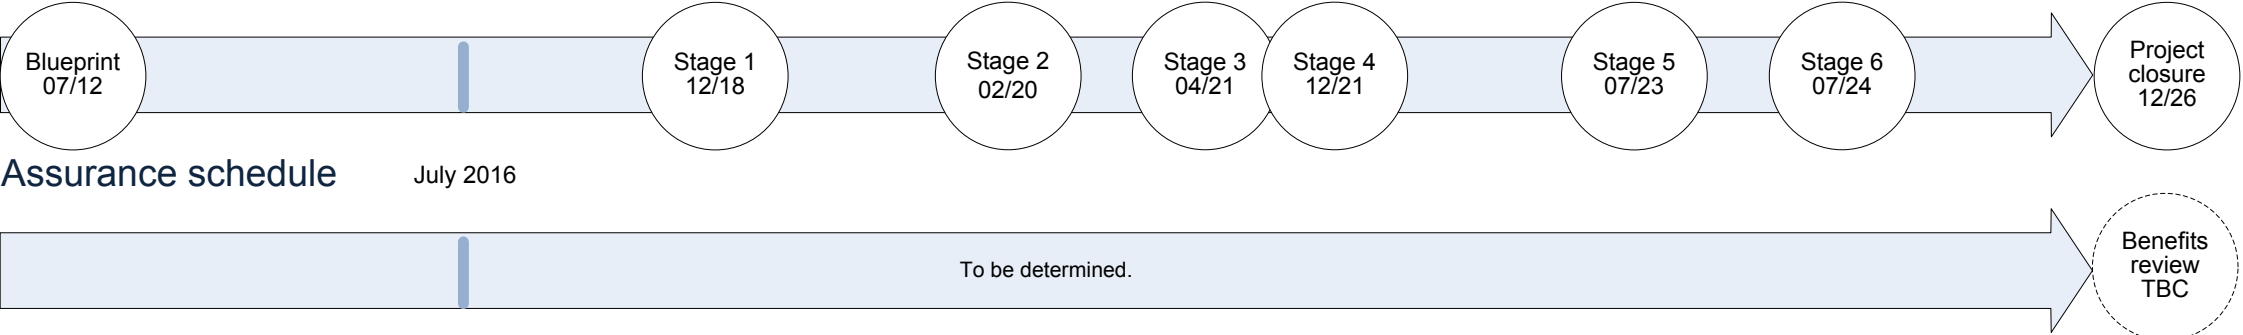 Blueprint
07/12
Stage 1
12/18
Stage 2
02/20
Stage 3
04/21
Stage 4
12/21
Stage 5
07/23
Stage 6
07/24
Project
closure
12/26
Assurance schedule
July 2016
To be determined.
Benefits
review
TBC